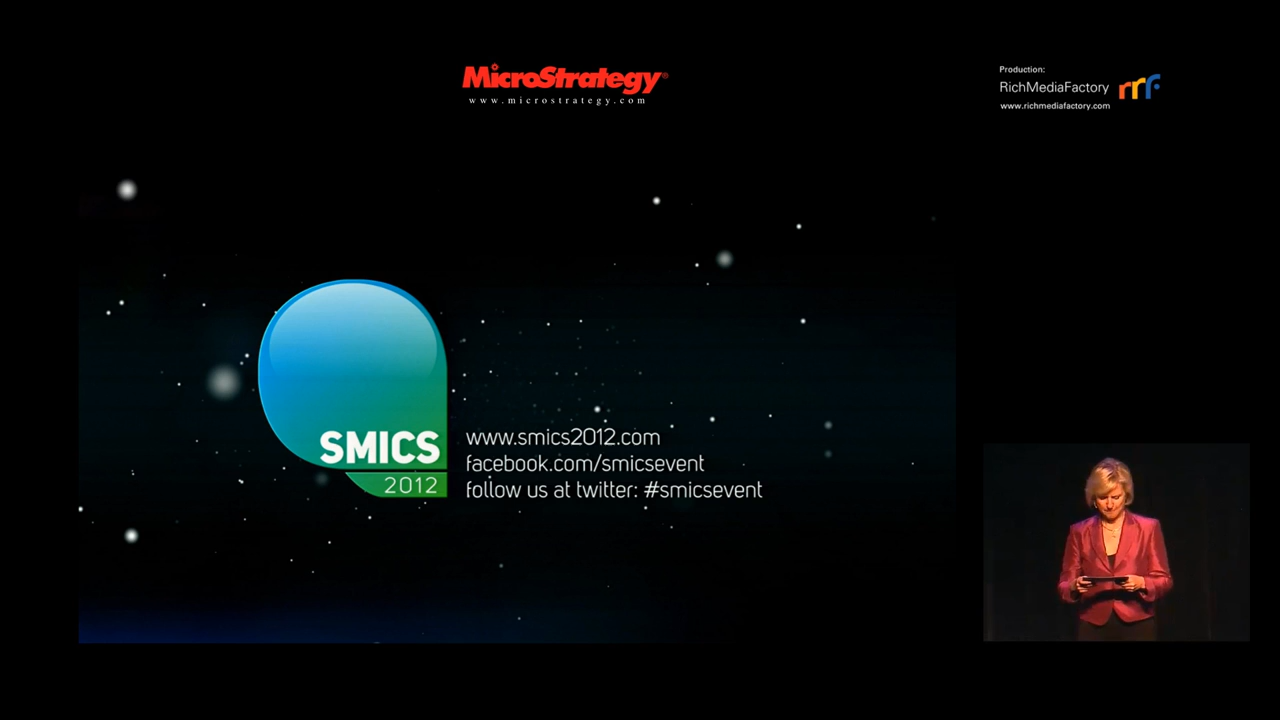 MicroStrategy®
www.microstrategy.com
Production:
RichMediaFactory
rrf
www.richmediafactory.com
SMICS
2012
www.smics2012.com
facebook.com/smicsevent
follow us at twitter: #smicsevent